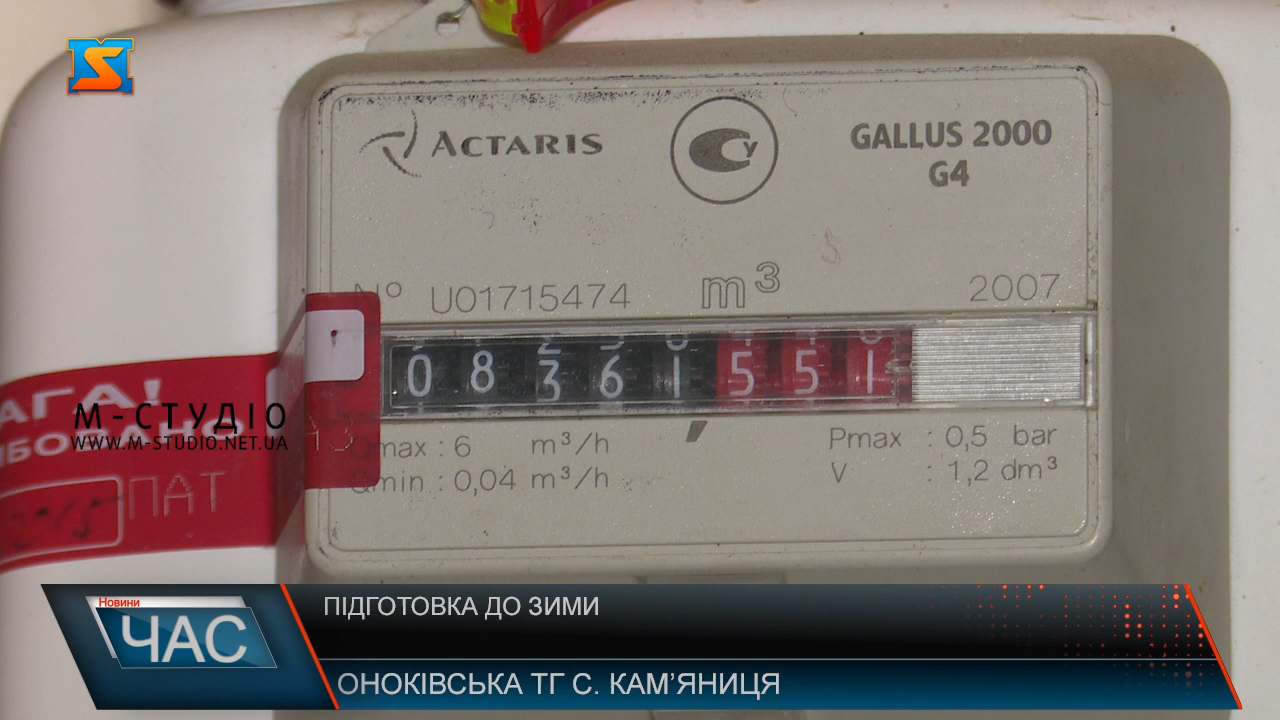 ACTARIS
GALLUS 2000
G4
Nº U01715474 m³ 2007
08361551
АГА!
М-СТУДІО
WWW.M-STUDIO.NET.UA
ПАТ
Qmax : 6 m³/h
Qmin : 0,04 m³/h
Pmax : 0,5 bar
V : 1,2 dm³
Новини
ЧАС
ПІДГОТОВКА ДО ЗИМИ
ОНОКІВСЬКА ТГ С. КАМ’ЯНИЦЯ